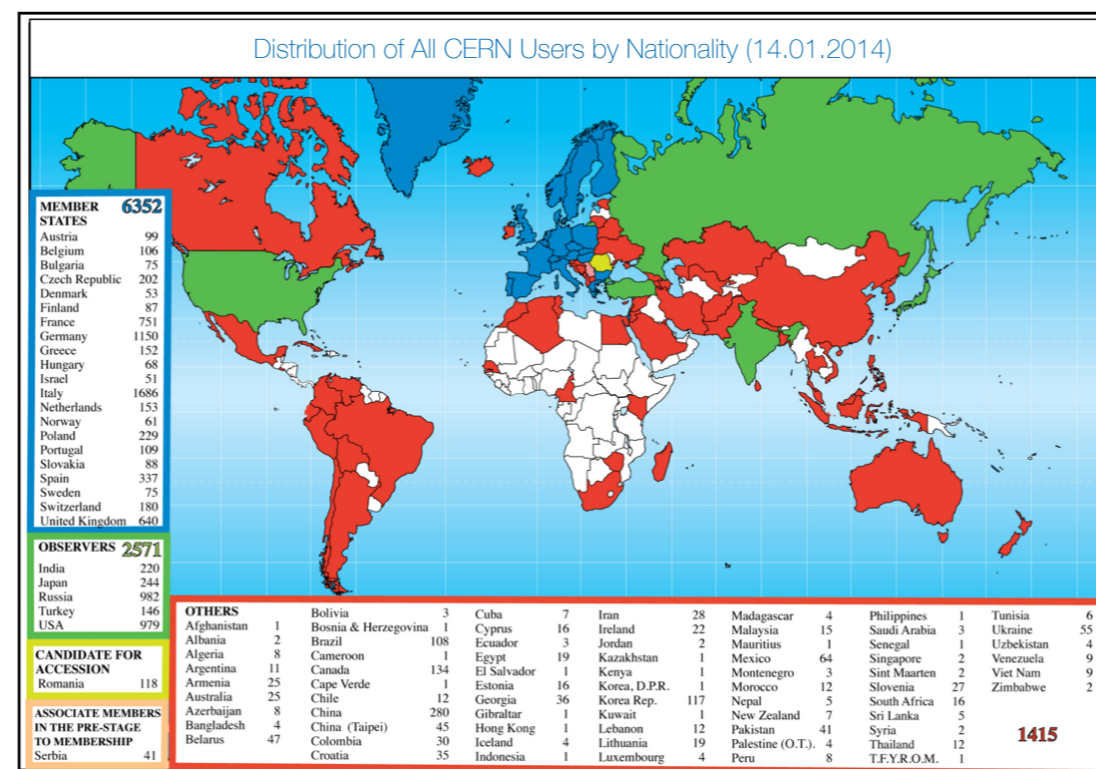 Distribution of All CERN Users by Nationality (14.01.2014)
MEMBER STATES 6352
Austria 99
Belgium 106
Bulgaria 75
Czech Republic 202
Denmark 53
Finland 87
France 751
Germany 1150
Greece 152
Hungary 68
Israel 51
Italy 1686
Netherlands 153
Norway 61
Poland 229
Portugal 109
Slovakia 88
Spain 337
Sweden 75
Switzerland 180
United Kingdom 640
OBSERVERS 2571
India 220
Japan 244
Russia 982
Turkey 146
USA 979
CANDIDATE FOR
ACCESSION
Romania 118
ASSOCIATE MEMBERS
IN THE PRE-STAGE
TO MEMBERSHIP
Serbia 41
OTHERS
Afghanistan 1
Albania 2
Algeria 8
Argentina 11
Armenia 25
Australia 25
Azerbaijan 8
Bangladesh 4
Belarus 47
Bolivia 3
Bosnia & Herzegovina 1
Brazil 108
Cameroon 1
Canada 134
Cape Verde 1
Chile 12
China 280
China (Taipei) 45
Colombia 30
Croatia 35
Cuba 7
Cyprus 16
Ecuador 3
Egypt 19
El Salvador 1
Estonia 16
Georgia 36
Gibraltar 1
Hong Kong 1
Iceland 4
Indonesia 1
Iran 28
Ireland 22
Jordan 2
Kazakhstan 1
Kenya 1
Korea, D.P.R. 1
Korea Rep. 117
Kuwait 1
Lebanon 12
Lithuania 19
Luxembourg 4
Madagascar 4
Malaysia 15
Mauritius 1
Mexico 64
Montenegro 3
Morocco 12
Nepal 5
New Zealand 7
Pakistan 41
Palestine (O.T.). 4
Peru 8
Philippines 1
Saudi Arabia 3
Senegal 1
Singapore 2
Sint Maarten 2
Slovenia 27
South Africa 16
Sri Lanka 5
Syria 2
Thailand 12
T.F.Y.R.O.M. 1
Tunisia 6
Ukraine 55
Uzbekistan 4
Venezuela 9
Viet Nam 9
Zimbabwe 2
1415